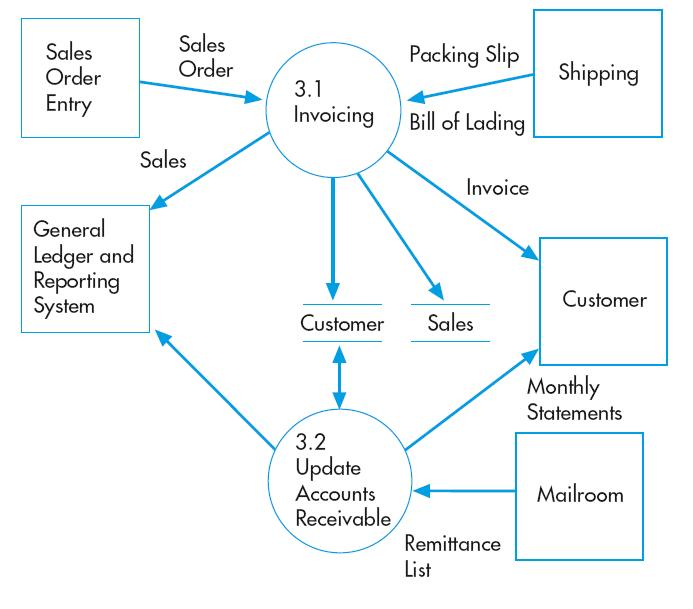 Sales
Order
Entry
Sales
Order
3.1
Invoicing
Packing Slip
Bill of Lading
Shipping
Sales
Invoice
General
Ledger and
Reporting
System
Customer
Sales
Customer
Monthly
Statements
3.2
Update
Accounts
Receivable
Mailroom
Remittance
List